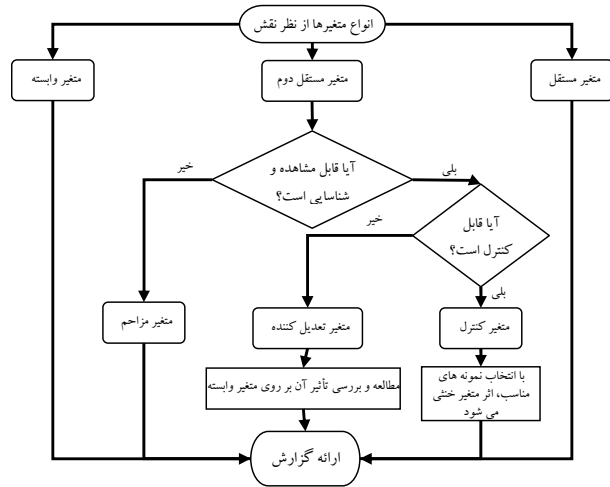 انواع متغیرها از نظر نقش
متغیر مستقل
متغیر مستقل دوم
متغیر وابسته
آیا قابل مشاهده و
شناسایی است؟
بلی
خیر
آیا قابل
کنترل است؟
خیر
بلی
متغیر کنترل
متغیر تعدیل کننده
متغیر مزاحم
با انتخاب نمونه های
مناسب، اثر متغیر خنثی
می شود
مطالعه و بررسی تأثیر آن بر روی متغیر وابسته
ارائه گزارش